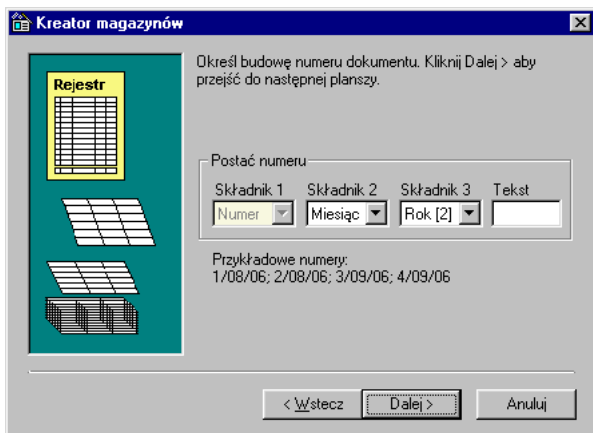 Kreator magazynów
Określ budowę numeru dokumentu. Kliknij Dalej > aby
przejść do następnej planszy.
Rejestr
Postać numeru
Składnik 1 Składnik 2 Składnik 3 Tekst
Numer Miesiąc Rok [2]
Przykładowe numery:
1/08/06; 2/08/06; 3/09/06; 4/09/06
< Wstecz Dalej > Anuluj